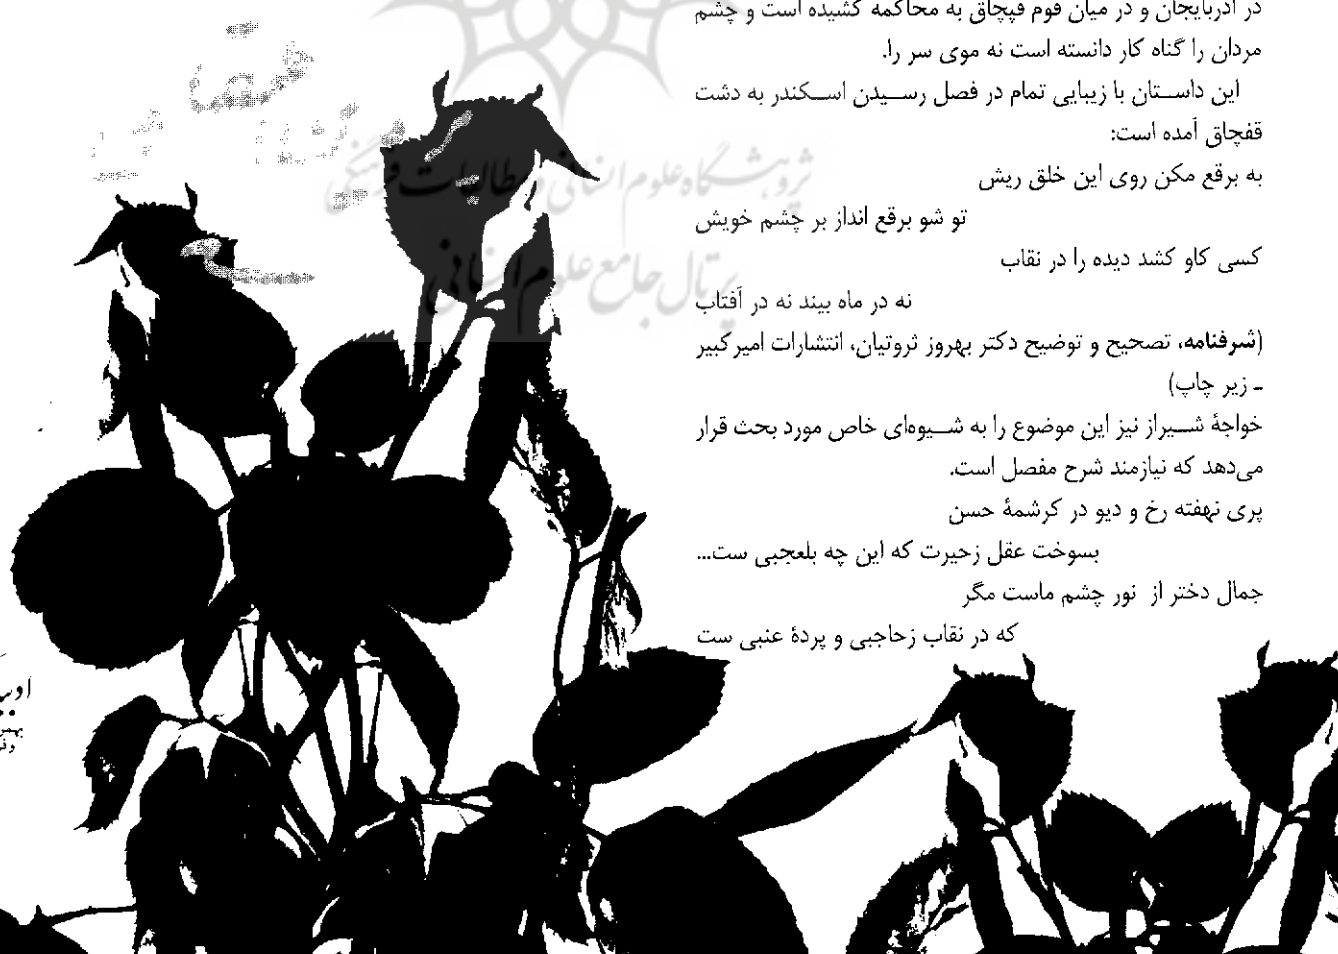 در آذربایجان و در میان قوم قپچاق به محاکمه کشیده است و چشم
مردان را گناه کار دانسته است نه موی سر را.
این داستان با زیبایی تمام در فصل رسیدن اسکندر به دشت
قفچاق آمده است:
به برقع مکن روی این خلق ریش
تو شو برقع انداز بر چشم خویش
کسی کاو کشد دیده را در نقاب
نه در ماه بیند نه در آفتاب
(شرفنامه، تصحیح و توضیح دکتر بهروز ثروتیان، انتشارات امیرکبیر
ـ زیر چاپ)
خواجهٔ شیراز نیز این موضوع را به شیوه‌ای خاص مورد بحث قرار
می‌دهد که نیازمند شرح مفصل است.
پری نهفته رخ و دیو در کرشمهٔ حسن
بسوخت عقل زحیرت که این چه بلعجبی ست...
جمال دختر از نور چشم ماست مگر
که در نقاب زحاجبی و پردهٔ عنبی ست
پژوهشگاه علوم انسانی و مطالعات فرهنگی
پرتال جامع علوم انسانی